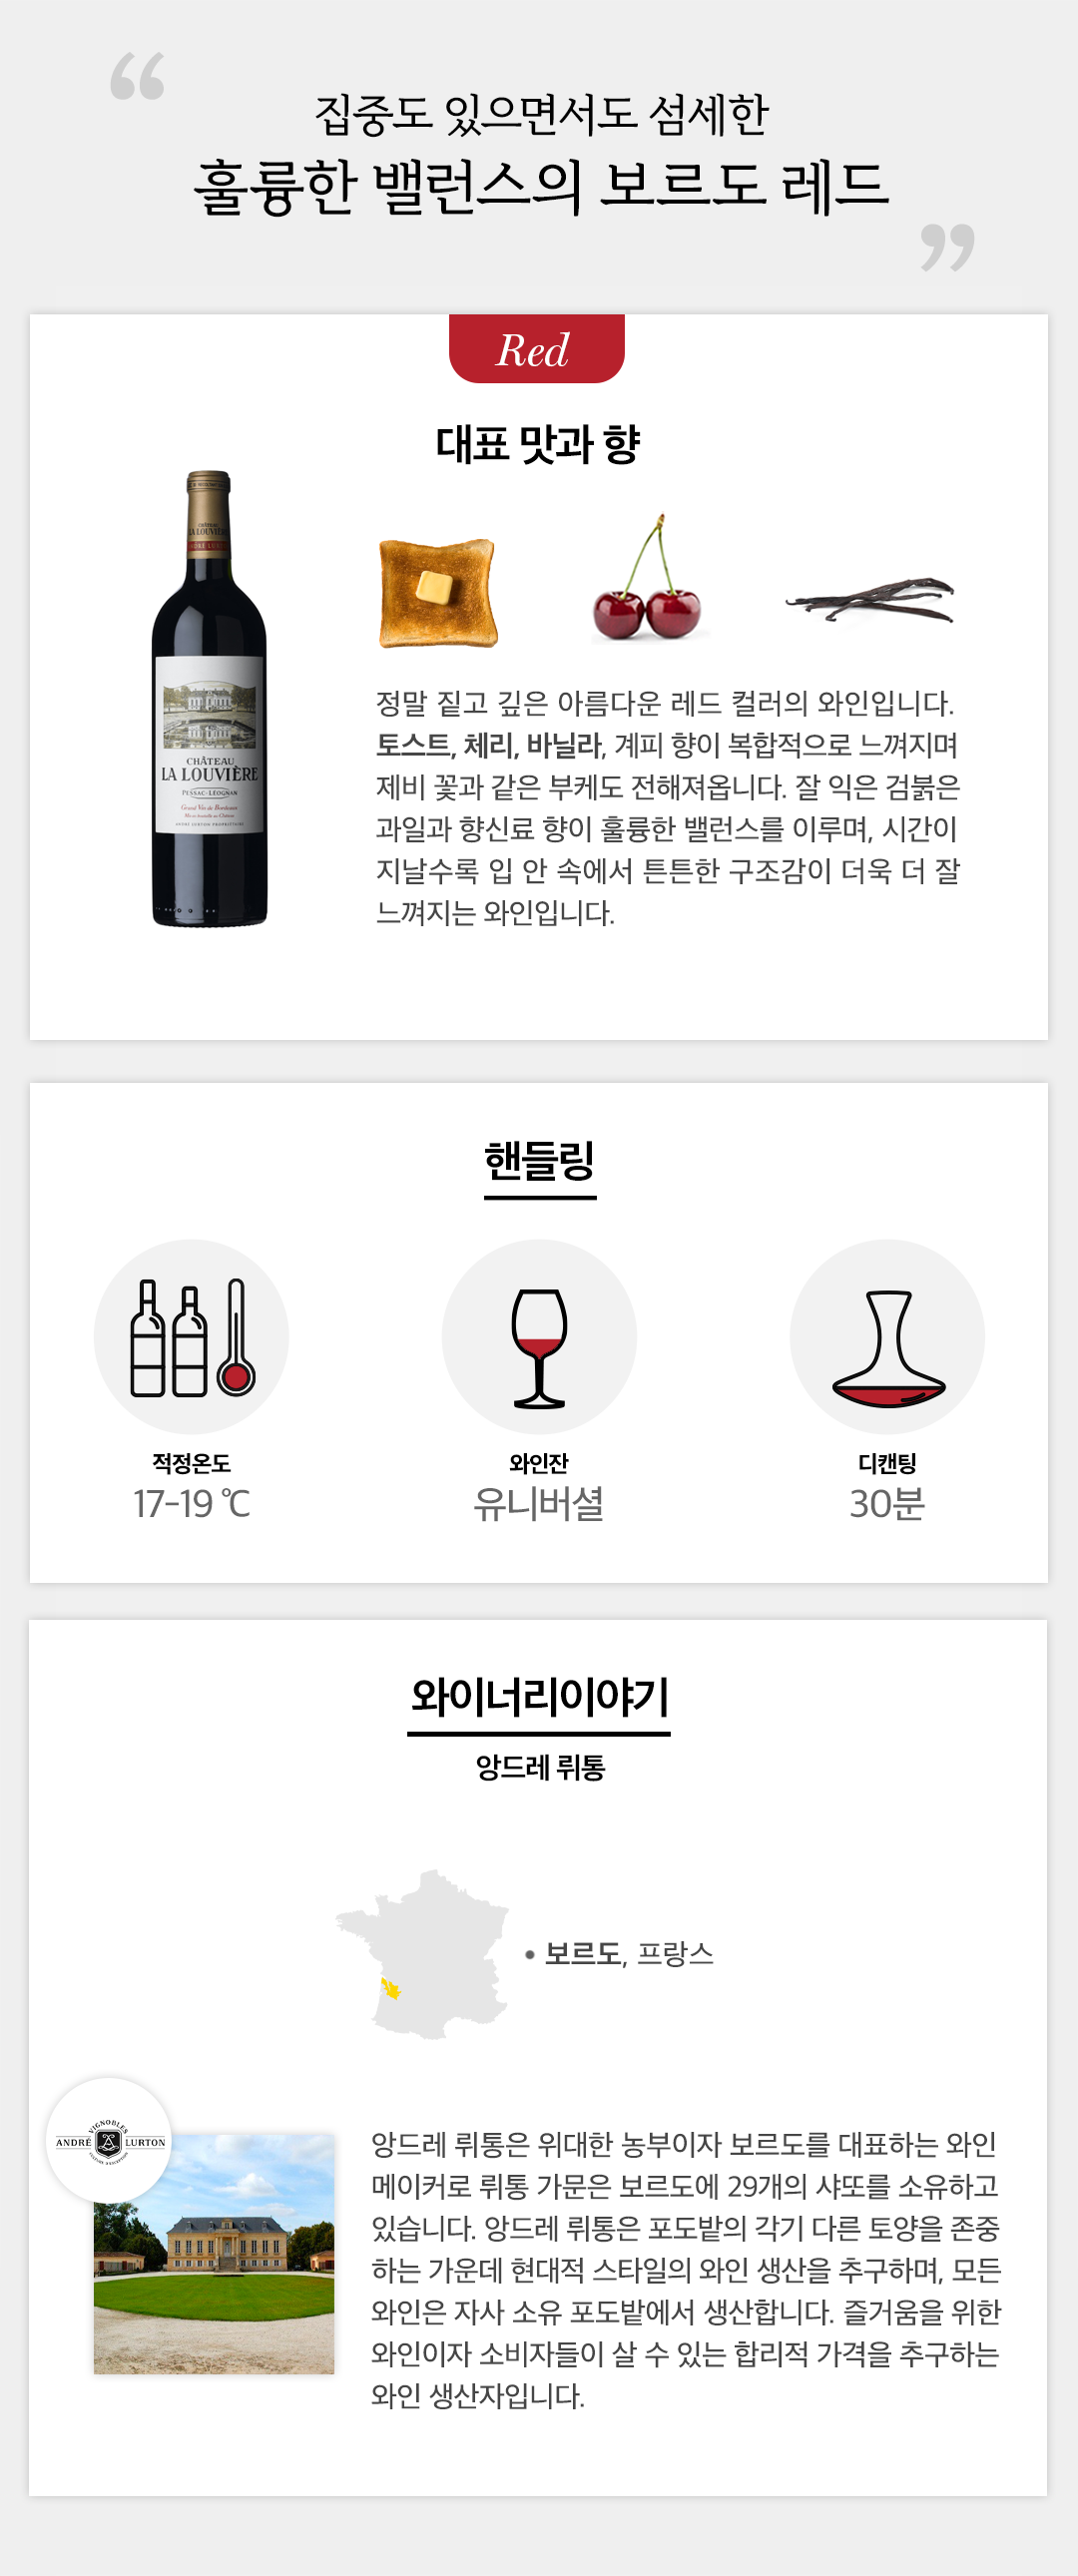 “
집중도 있으면서도 섬세한
훌륭한 밸런스의 보르도 레드
”
Red
대표 맛과 향
CHÂTEAU
LA LOUVIÈRE
ANDRÉ LURTON
CHÂTEAU
LA LOUVIÈRE
PESSAC-LÉOGNAN
Grand Vin de Bordeaux
Mis en bouteille au Château
ANDRÉ LURTON PROPRIÉTAIRE
정말 짙고 깊은 아름다운 레드 컬러의 와인입니다.
토스트, 체리, 바닐라, 계피 향이 복합적으로 느껴지며
제비 꽃과 같은 부케도 전해져옵니다. 잘 익은 검붉은
과일과 향신료 향이 훌륭한 밸런스를 이루며, 시간이
지날수록 입 안 속에서 튼튼한 구조감이 더욱 더 잘
느껴지는 와인입니다.
핸들링
적정온도
17-19 ℃
와인잔
유니버셜
디캔팅
30분
와이너리이야기
앙드레 뤼통
• 보르도, 프랑스
VIGNOBLES
ANDRÉ LURTON
앙드레 뤼통은 위대한 농부이자 보르도를 대표하는 와인
메이커로 뤼통 가문은 보르도에 29개의 샤또를 소유하고
있습니다. 앙드레 뤼통은 포도밭의 각기 다른 토양을 존중
하는 가운데 현대적 스타일의 와인 생산을 추구하며, 모든
와인은 자사 소유 포도밭에서 생산합니다. 즐거움을 위한
와인이자 소비자들이 살 수 있는 합리적 가격을 추구하는
와인 생산자입니다.